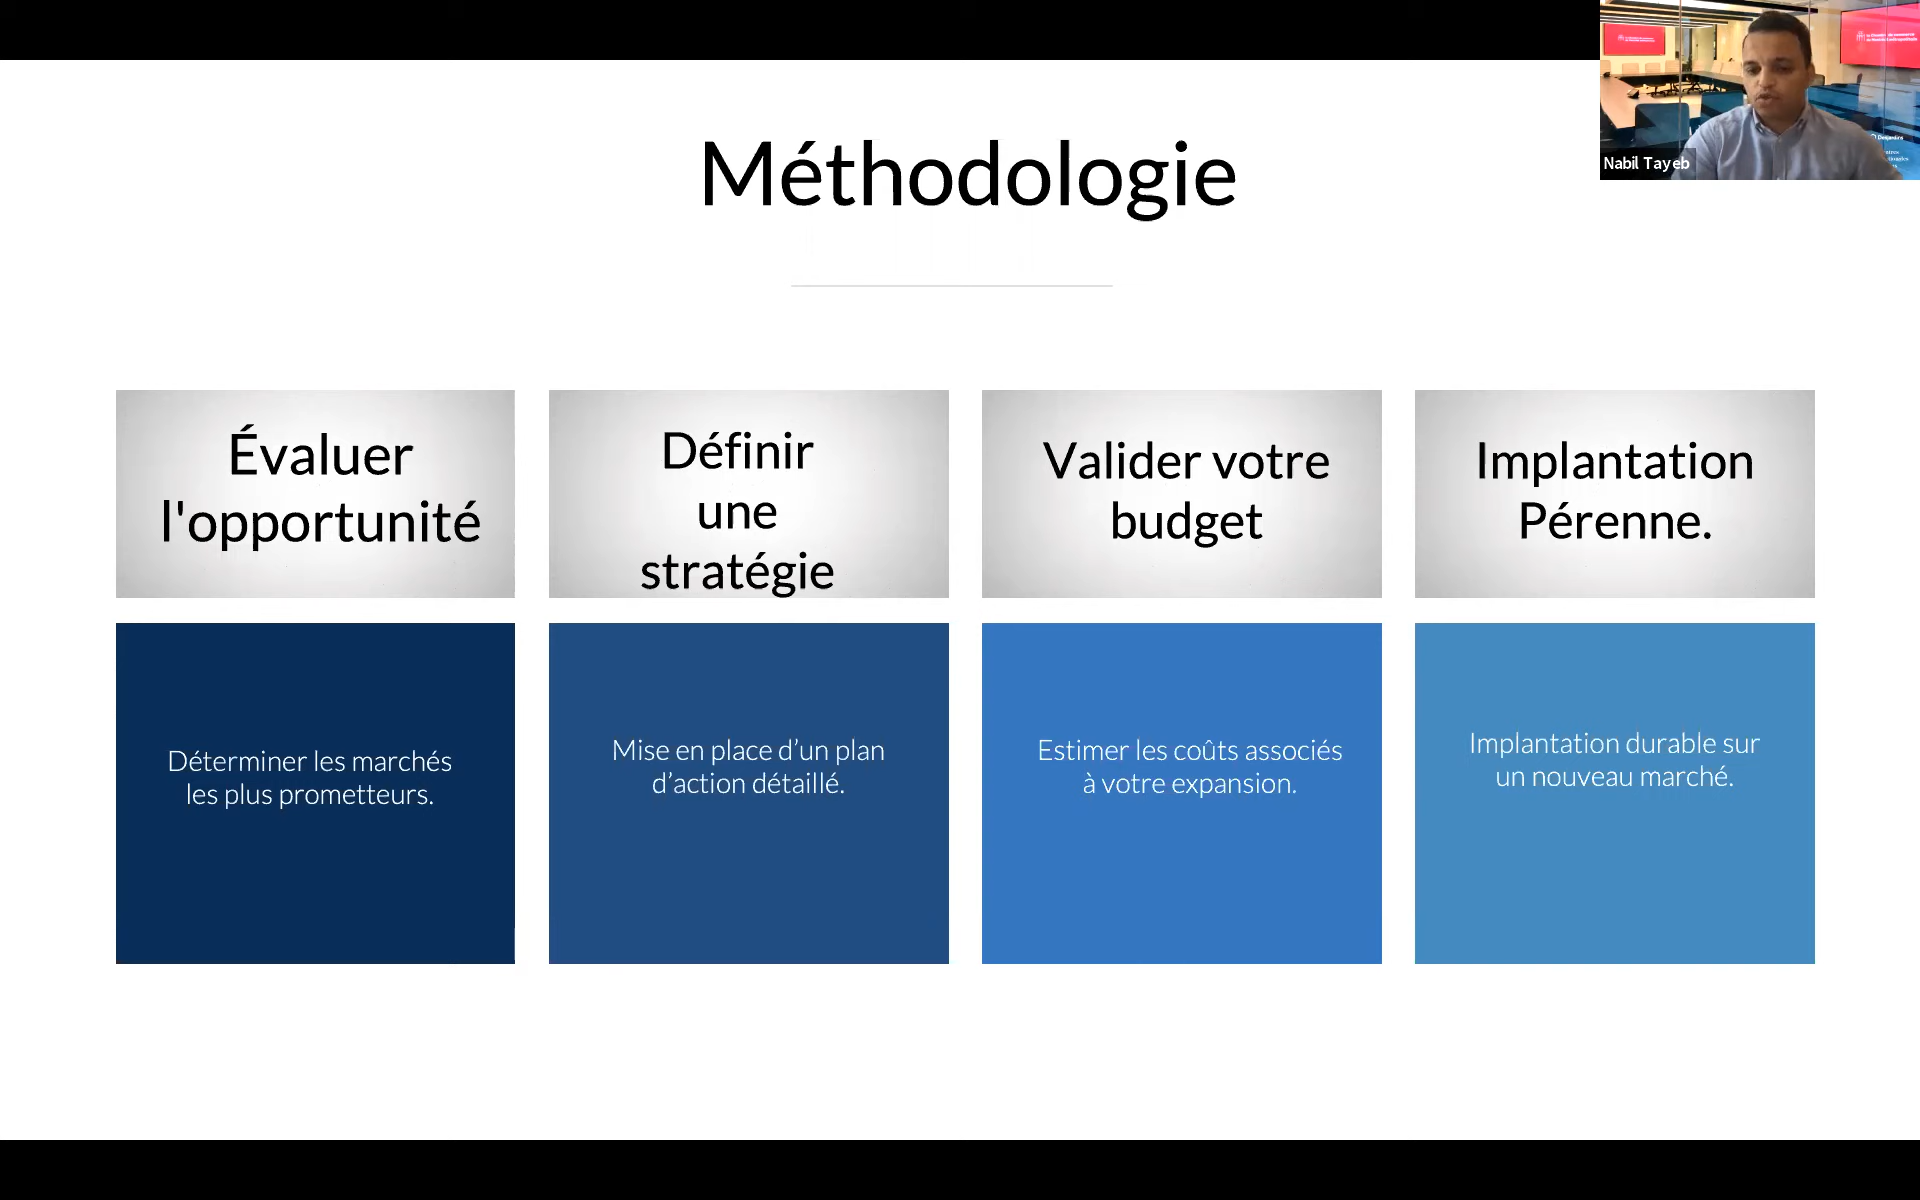 Méthodologie
Nabil Tayeb
Évaluer
l'opportunité
Définir
une
stratégie
Valider votre
budget
Implantation
Pérenne.
Déterminer les marchés
les plus prometteurs.
Mise en place d’un plan
d’action détaillé.
Estimer les coûts associés
à votre expansion.
Implantation durable sur
un nouveau marché.
Desjardins